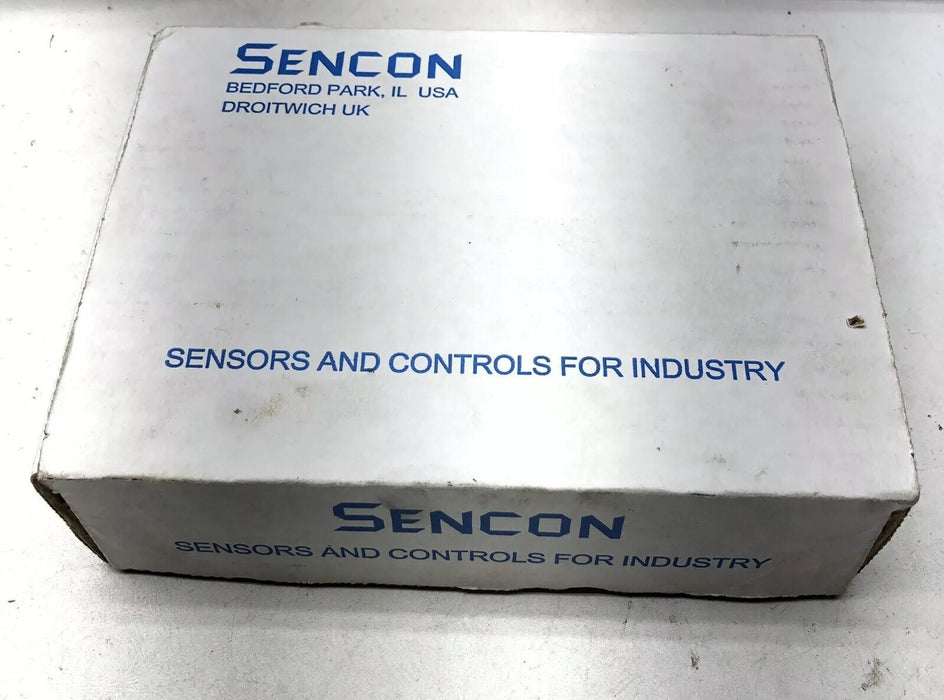 SENCON
BEDFORD PARK, IL USA
DROITWICH UK
SENSORS AND CONTROLS FOR INDUSTRY
SENCON
SENSORS AND CONTROLS FOR INDUSTRY